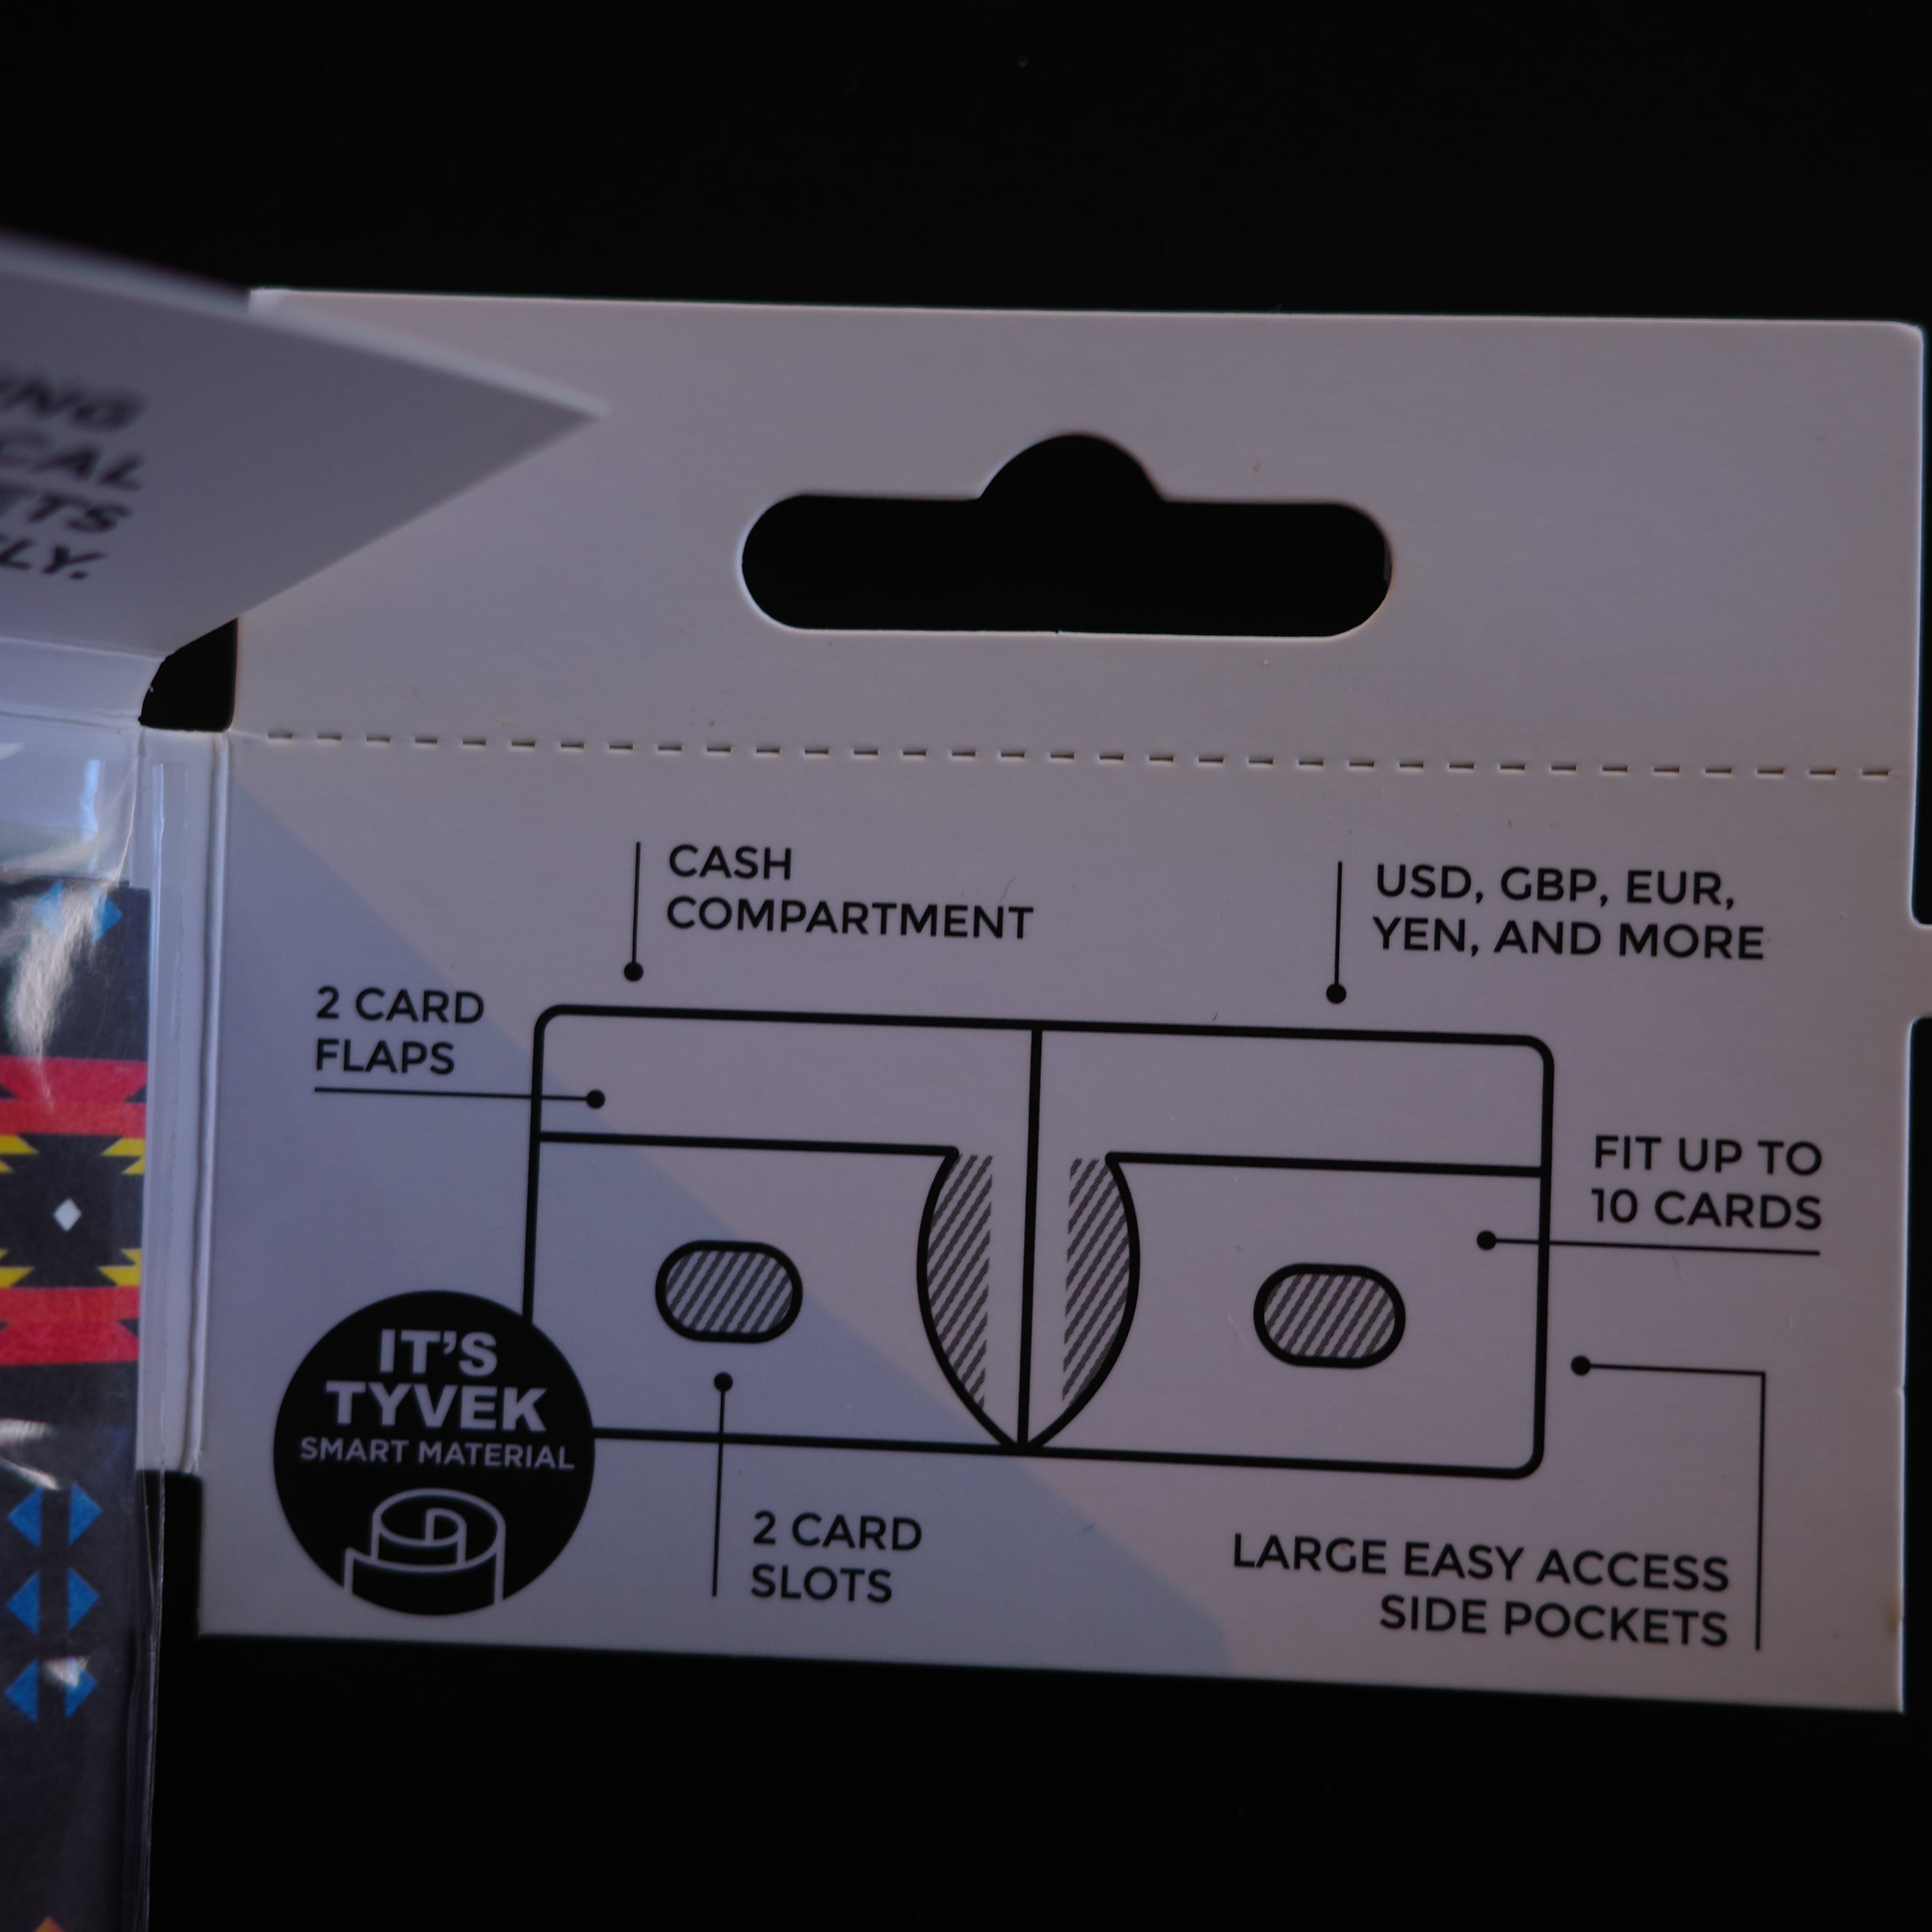 CASH
COMPARTMENT
USD, GBP, EUR,
YEN, AND MORE
2 CARD
FLAPS
FIT UP TO
10 CARDS
IT'S
TYVEK
SMART MATERIAL
2 CARD
SLOTS
LARGE EASY ACCESS
SIDE POCKETS